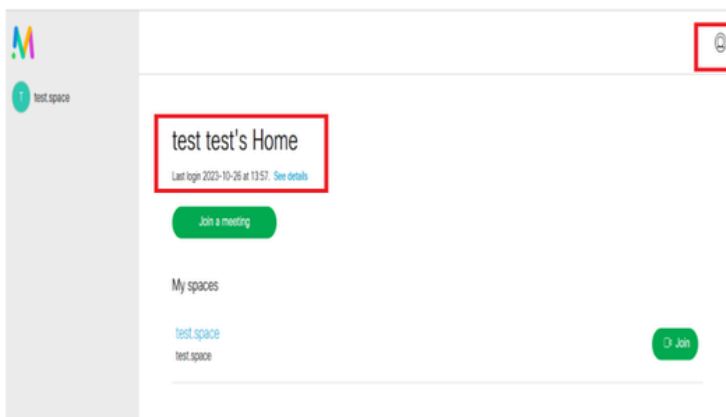 M
T test.space
test test's Home
Last login 2023-10-26 at 13:57. See details
Join a meeting
My spaces
test.space
test.space
Join